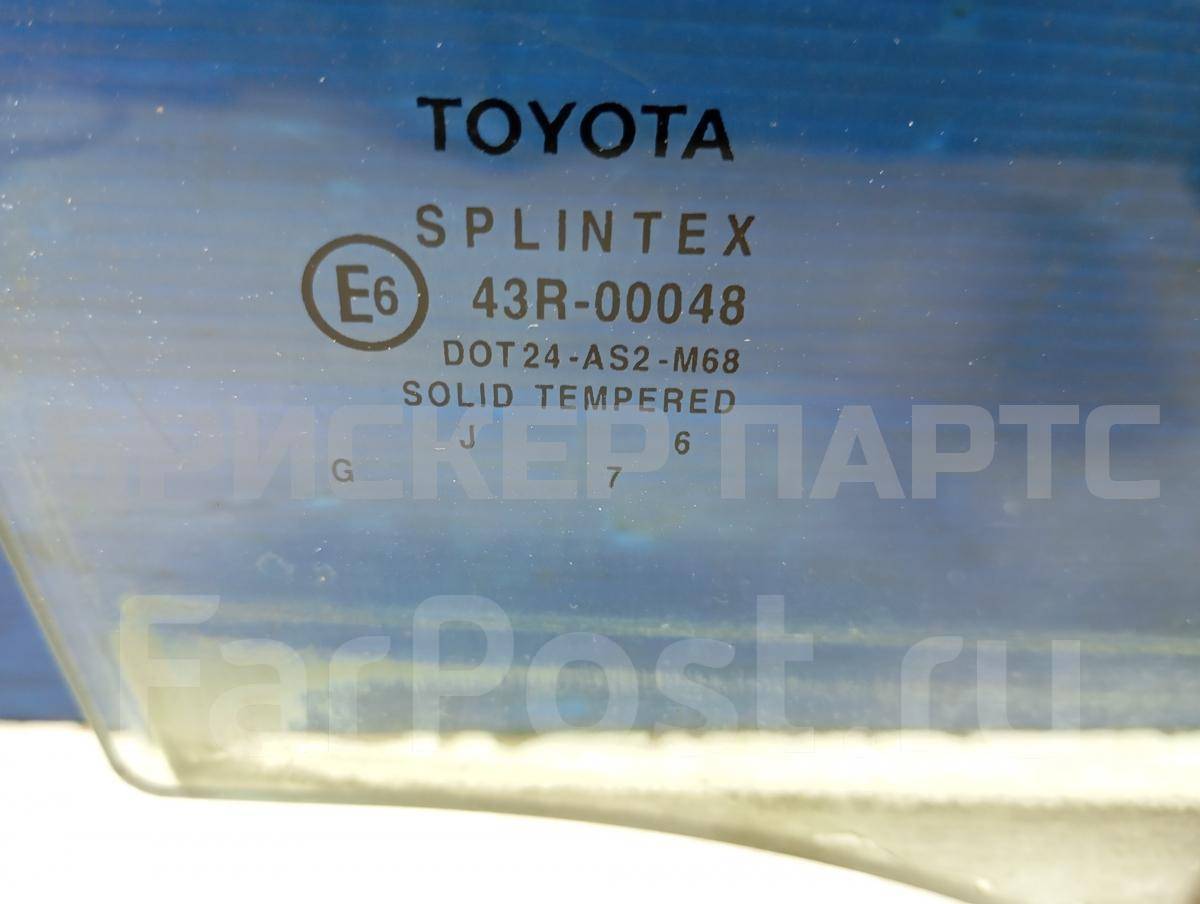 TOYOTA
SPLINTEX
E6 43R-00048
DOT24-AS2-M68
SOLID TEMPERED
J 6
G 7
РИСКЕР ПАРТС
FarPost.ru